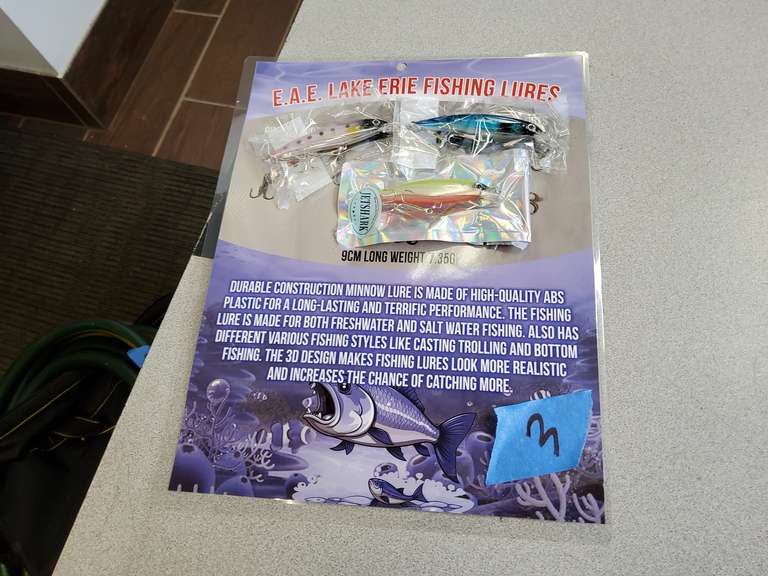 E.A.E. LAKE ERIE FISHING LURES
JETSHARK
9CM LONG WEIGHT 7.35G
DURABLE CONSTRUCTION MINNOW LURE IS MADE OF HIGH-QUALITY ABS
PLASTIC FOR A LONG-LASTING AND TERRIFIC PERFORMANCE. THE FISHING
LURE IS MADE FOR BOTH FRESHWATER AND SALT WATER FISHING. ALSO HAS
DIFFERENT VARIOUS FISHING STYLES LIKE CASTING TROLLING AND BOTTOM
FISHING. THE 3D DESIGN MAKES FISHING LURES LOOK MORE REALISTIC
AND INCREASES THE CHANCE OF CATCHING MORE.
3